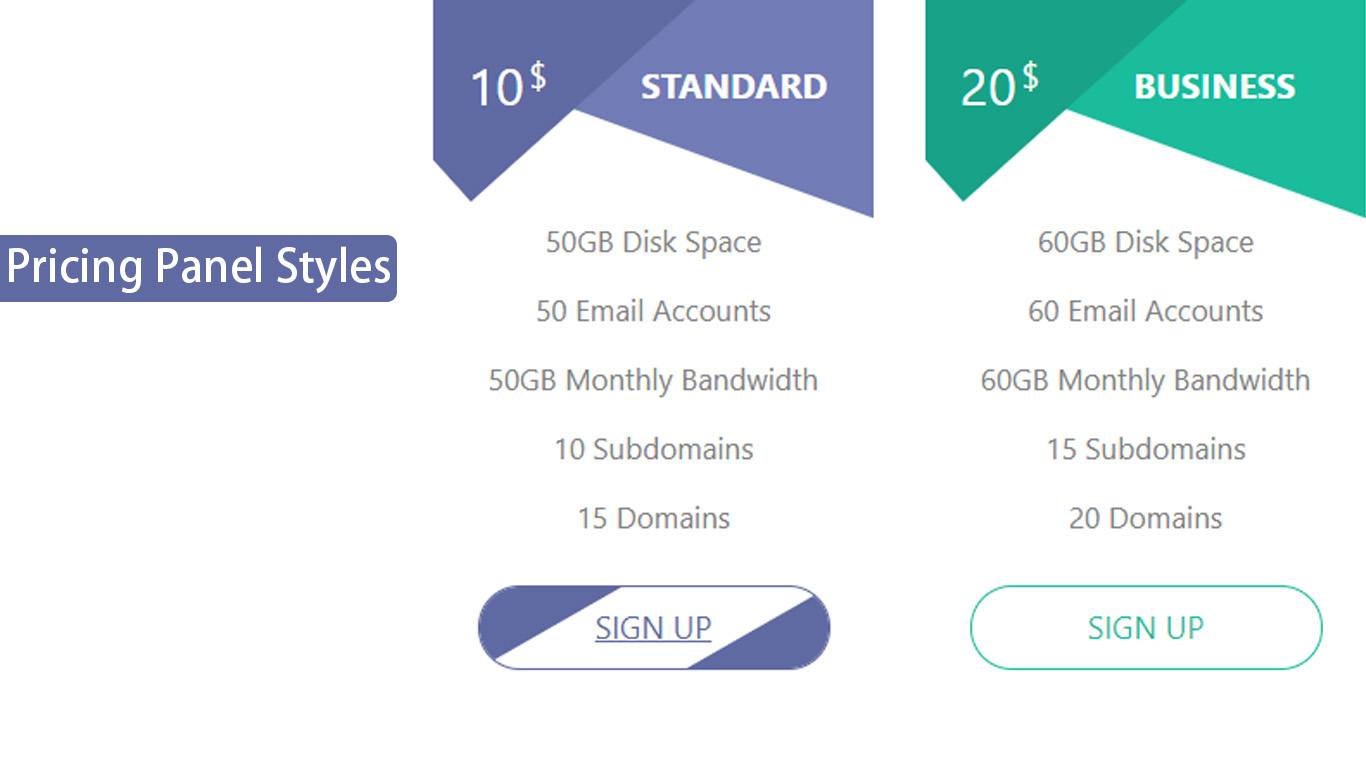 Pricing Panel Styles
10$
STANDARD
50GB Disk Space
50 Email Accounts
50GB Monthly Bandwidth
10 Subdomains
15 Domains
SIGN UP
20$
BUSINESS
60GB Disk Space
60 Email Accounts
60GB Monthly Bandwidth
15 Subdomains
20 Domains
SIGN UP